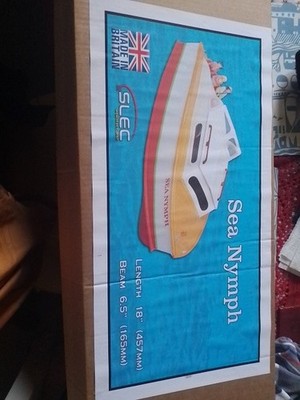 MADE IN
BRITAIN
SLEC
Sea Nymph
SEA NYMPH
LENGTH 18" (457MM)
BEAM 6.5" (165MM)